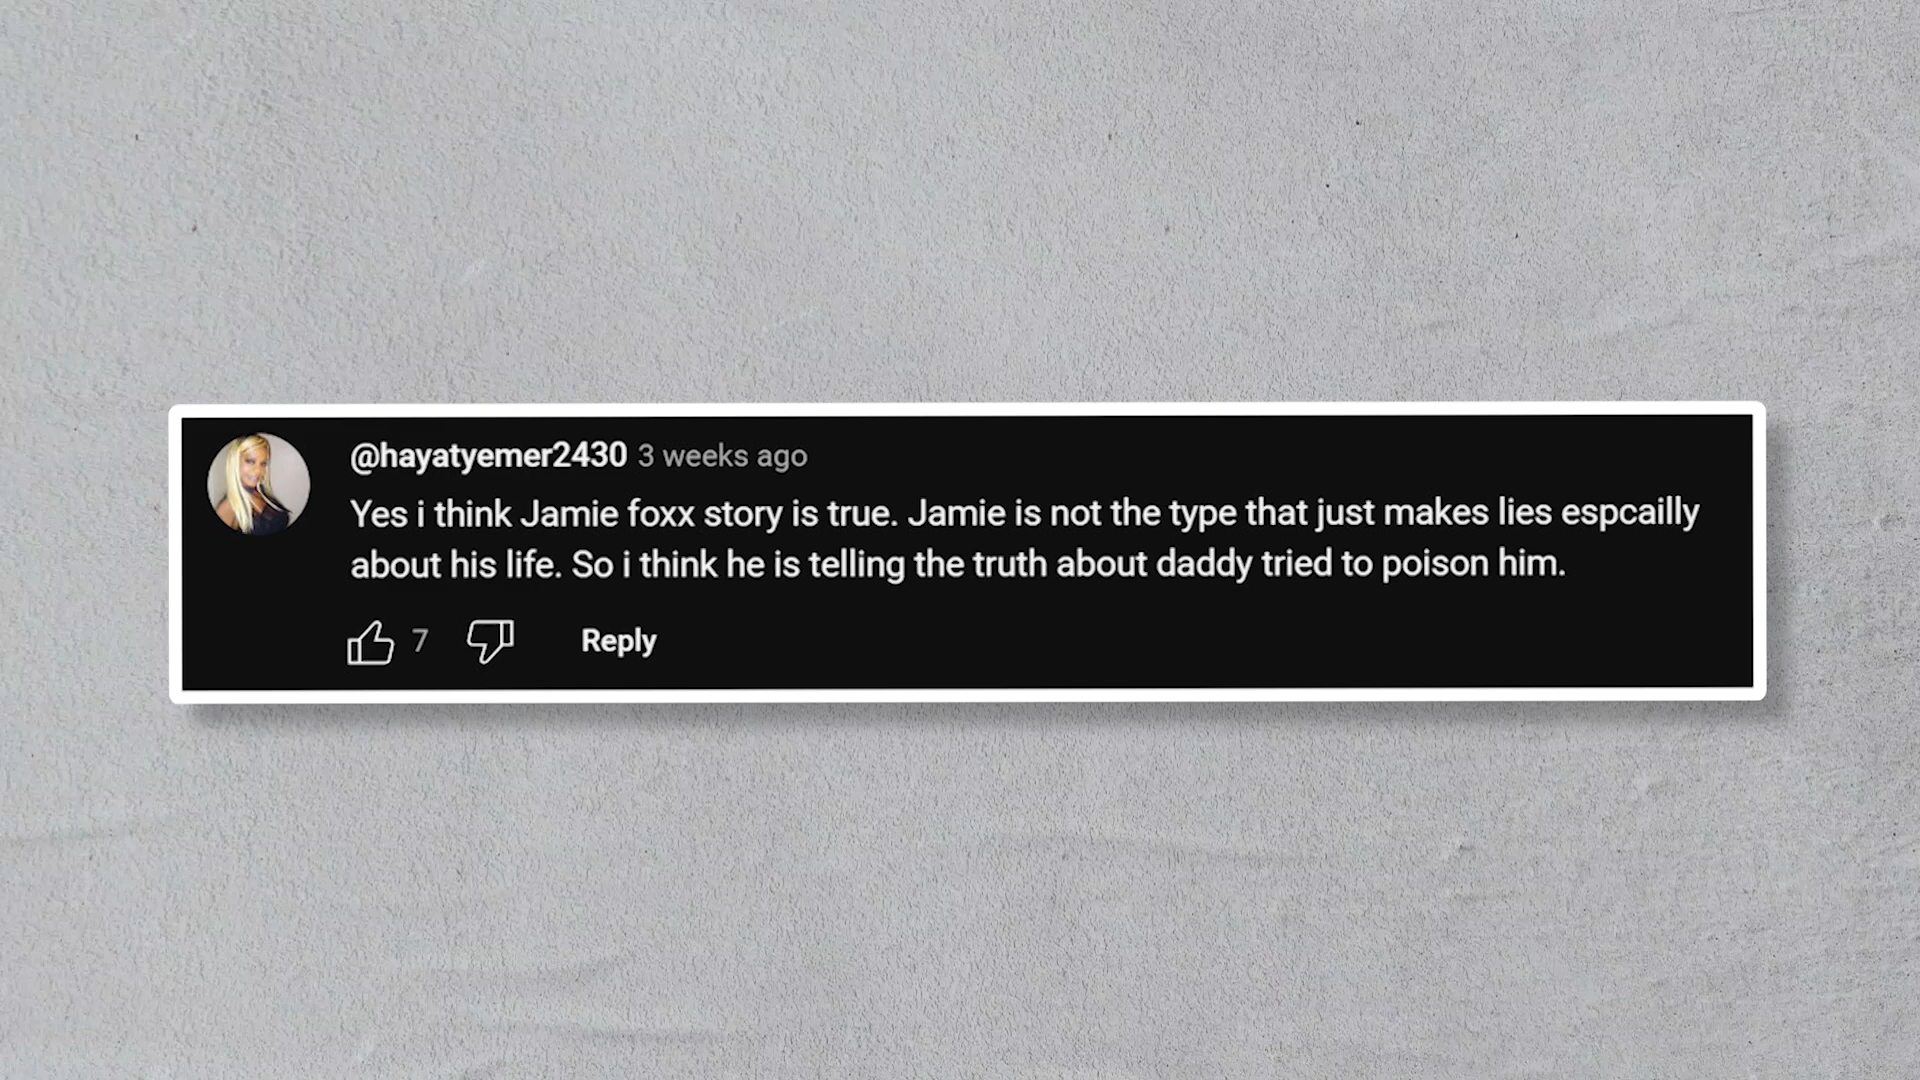 @hayatyemer2430 3 weeks ago
Yes i think Jamie foxx story is true. Jamie is not the type that just makes lies espcailly
about his life. So i think he is telling the truth about daddy tried to poison him.
7 Reply